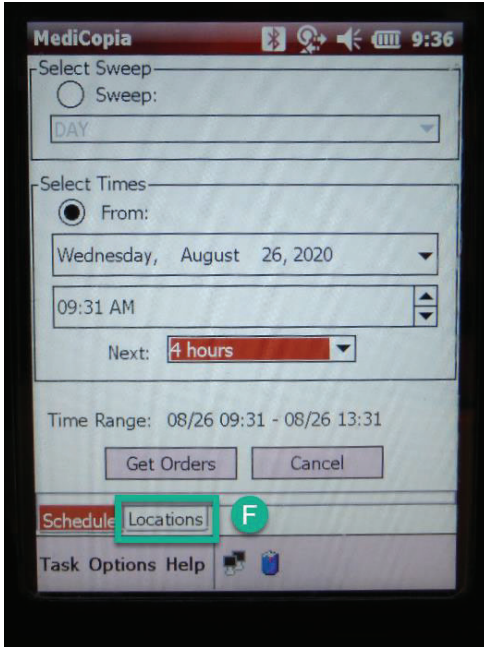 MediCopia 9:36
Select Sweep
Sweep:
DAY
Select Times
From:
Wednesday, August 26, 2020
09:31 AM
Next: 4 hours
Time Range: 08/26 09:31 - 08/26 13:31
Get Orders Cancel
Schedule Locations F
Task Options Help